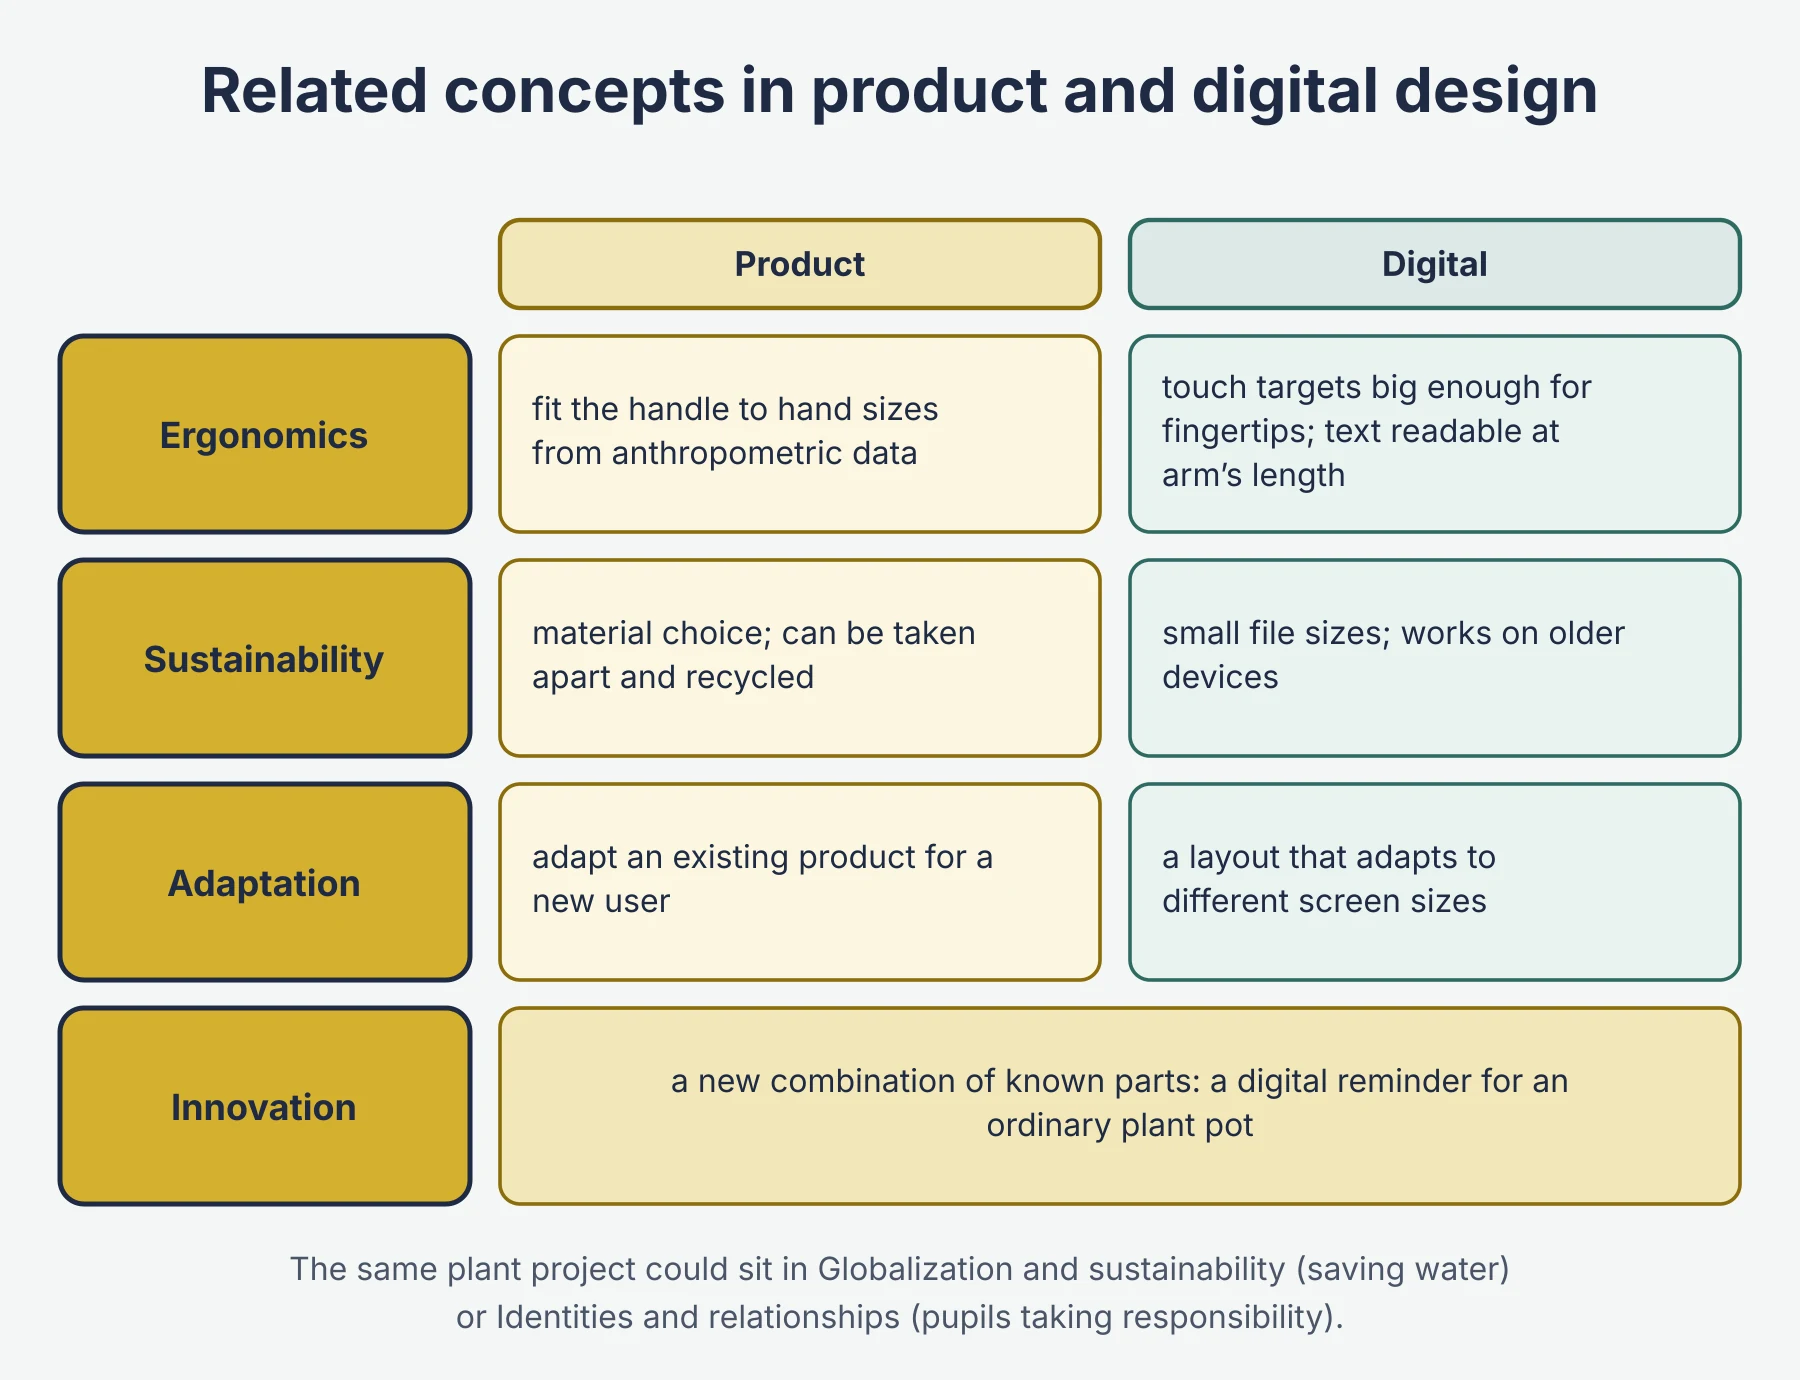 Related concepts in product and digital design
Product
Digital
Ergonomics
fit the handle to hand sizes
from anthropometric data
touch targets big enough for
fingertips; text readable at
arm’s length
Sustainability
material choice; can be taken
apart and recycled
small file sizes; works on older
devices
Adaptation
adapt an existing product for a
new user
a layout that adapts to
different screen sizes
Innovation
a new combination of known parts: a digital reminder for an
ordinary plant pot
The same plant project could sit in Globalization and sustainability (saving water)
or Identities and relationships (pupils taking responsibility).